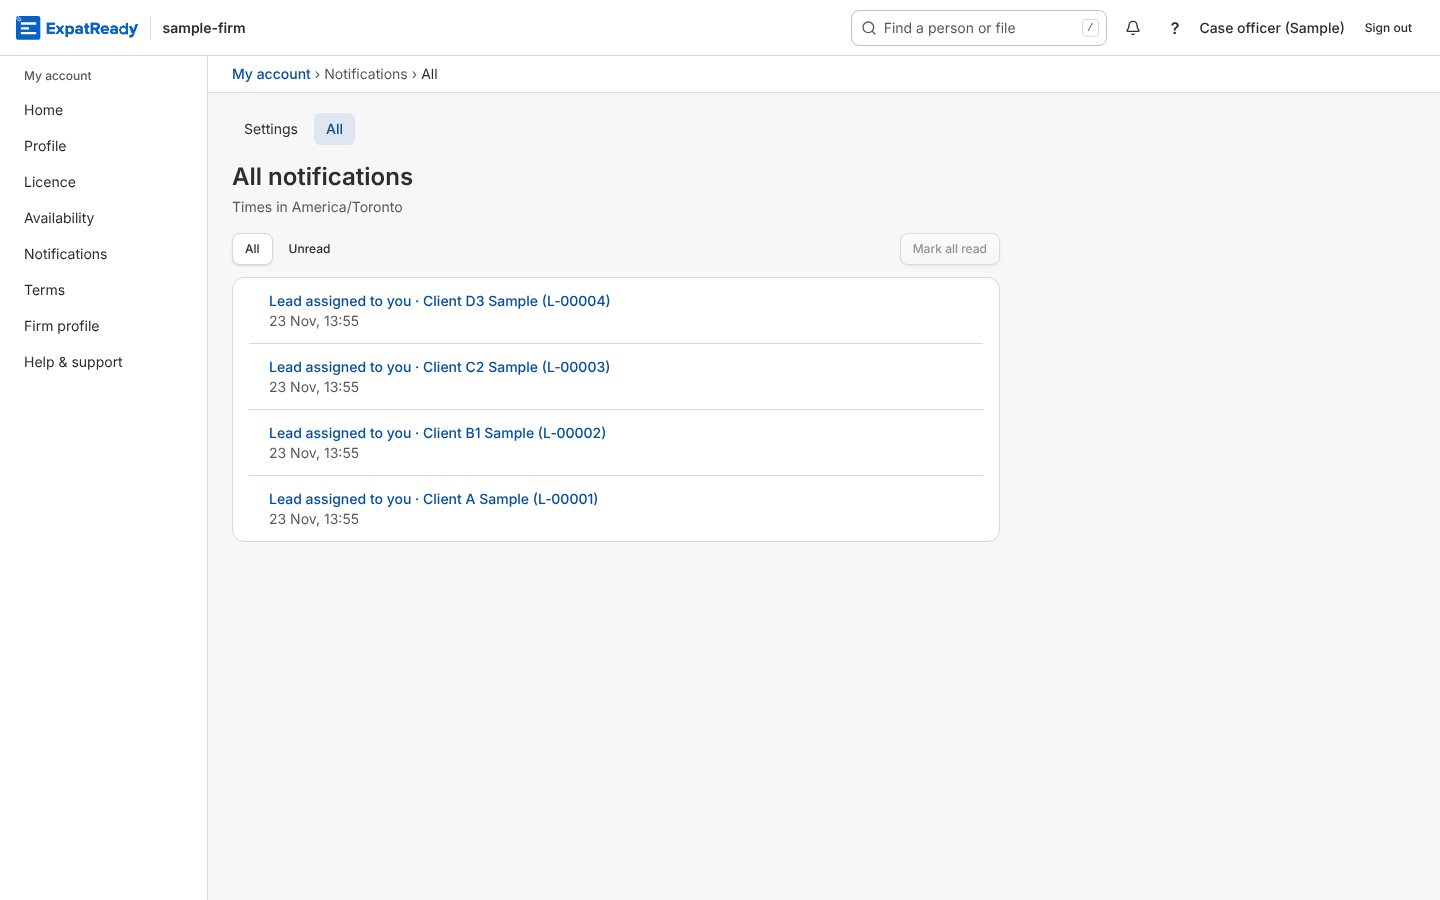 ExpatReady
sample-firm
Find a person or file
/
?
Case officer (Sample)
Sign out
My account
Home
Profile
Licence
Availability
Notifications
Terms
Firm profile
Help & support
My account › Notifications › All
Settings
All
All notifications
Times in America/Toronto
All
Unread
Mark all read
Lead assigned to you · Client D3 Sample (L-00004)
23 Nov, 13:55
Lead assigned to you · Client C2 Sample (L-00003)
23 Nov, 13:55
Lead assigned to you · Client B1 Sample (L-00002)
23 Nov, 13:55
Lead assigned to you · Client A Sample (L-00001)
23 Nov, 13:55